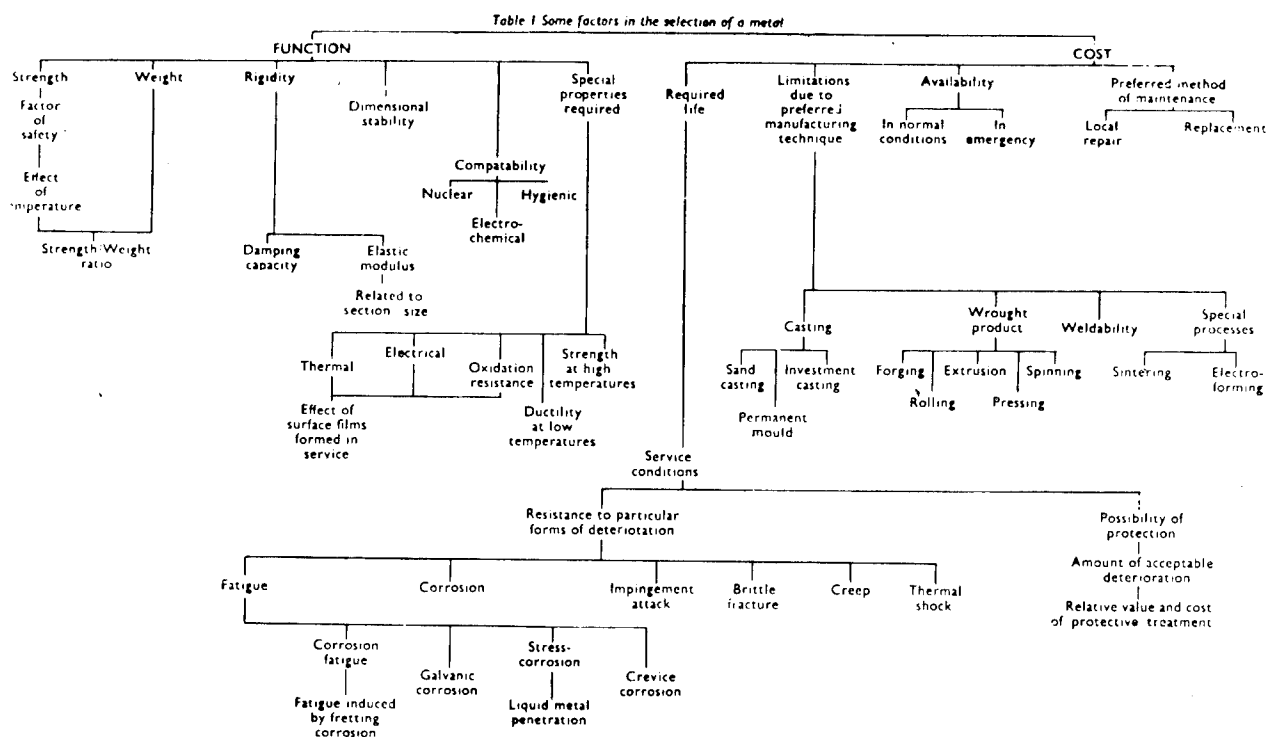 Table 1 Some factors in the selection of a metal
FUNCTION
COST
Strength
Weight
Rigidity
Dimensional
stability
Special
properties
required
Required
life
Limitations
due to
preferred
manufacturing
technique
Availability
Preferred method
of maintenance
Factor
of
safety
In normal
conditions
In
emergency
Local
repair
Replacement
Effect
of
Compatability
Nuclear
Hygienic
Electro-
chemical
Strength:Weight
ratio
Damping
capacity
Elastic
modulus
Related to
section size
Casting
Wrought
product
Weldability
Special
processes
Thermal
Electrical
Oxidation
resistance
Strength
at high
temperatures
Sand
casting
Investment
casting
Permanent
mould
Forging
Extrusion
Spinning
Rolling
Pressing
Sintering
Electro-
forming
Effect of
surface films
formed in
service
Ductility
at low
temperatures
Service
conditions
Resistance to particular
forms of deteriotation
Possibility of
protection
Amount of acceptable
deterioration
Relative value and cost
of protective treatment
Fatigue
Corrosion
Impingement
attack
Brittle
fracture
Creep
Thermal
shock
Corrosion
fatigue
Galvanic
corrosion
Stress-
corrosion
Crevice
corrosion
Fatigue induced
by fretting
corrosion
Liquid metal
penetration